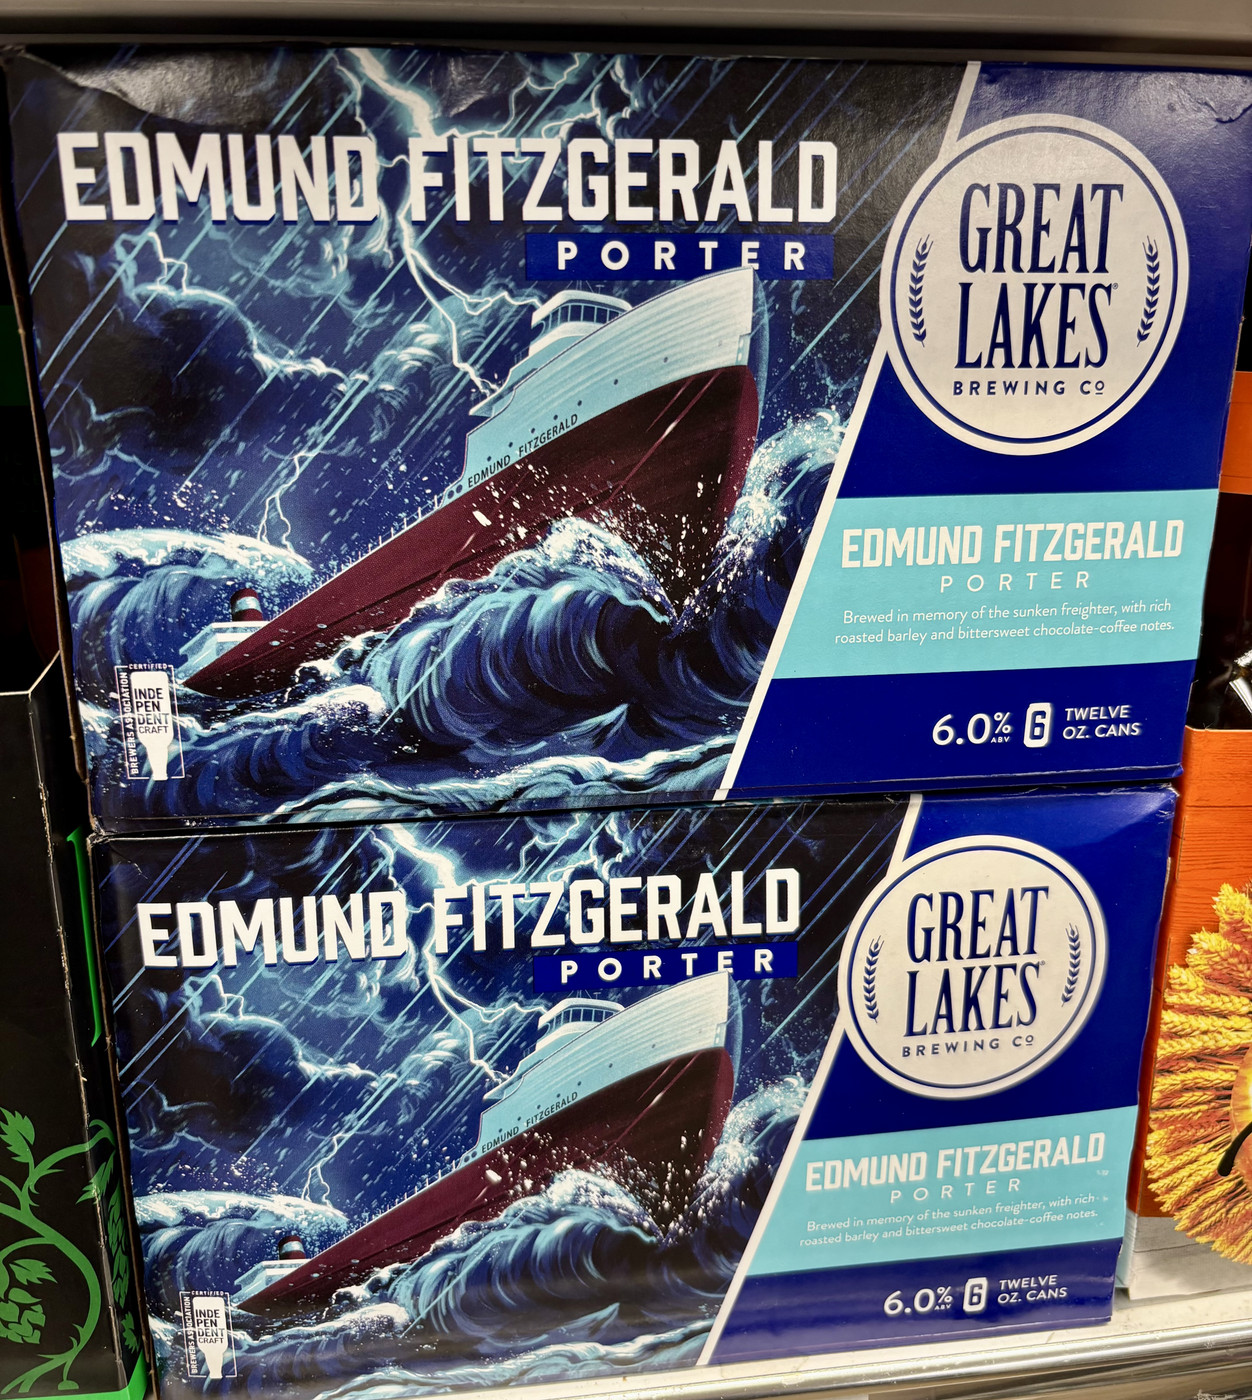 EDMUND FITZGERALD
PORTER
GREAT
LAKES®
BREWING CO
EDMUND FITZGERALD
EDMUND FITZGERALD
PORTER
Brewed in memory of the sunken freighter, with rich
roasted barley and bittersweet chocolate-coffee notes.
6.0% ABV 6 TWELVE
OZ. CANS
CERTIFIED
BREWERS ASSOCIATION
INDE
PEN
DENT
CRAFT
EDMUND FITZGERALD
PORTER
GREAT
LAKES®
BREWING CO
EDMUND FITZGERALD
EDMUND FITZGERALD
PORTER
Brewed in memory of the sunken freighter, with rich
roasted barley and bittersweet chocolate-coffee notes.
6.0% ABV 6 TWELVE
OZ. CANS
CERTIFIED
BREWERS ASSOCIATION
INDE
PEN
DENT
CRAFT